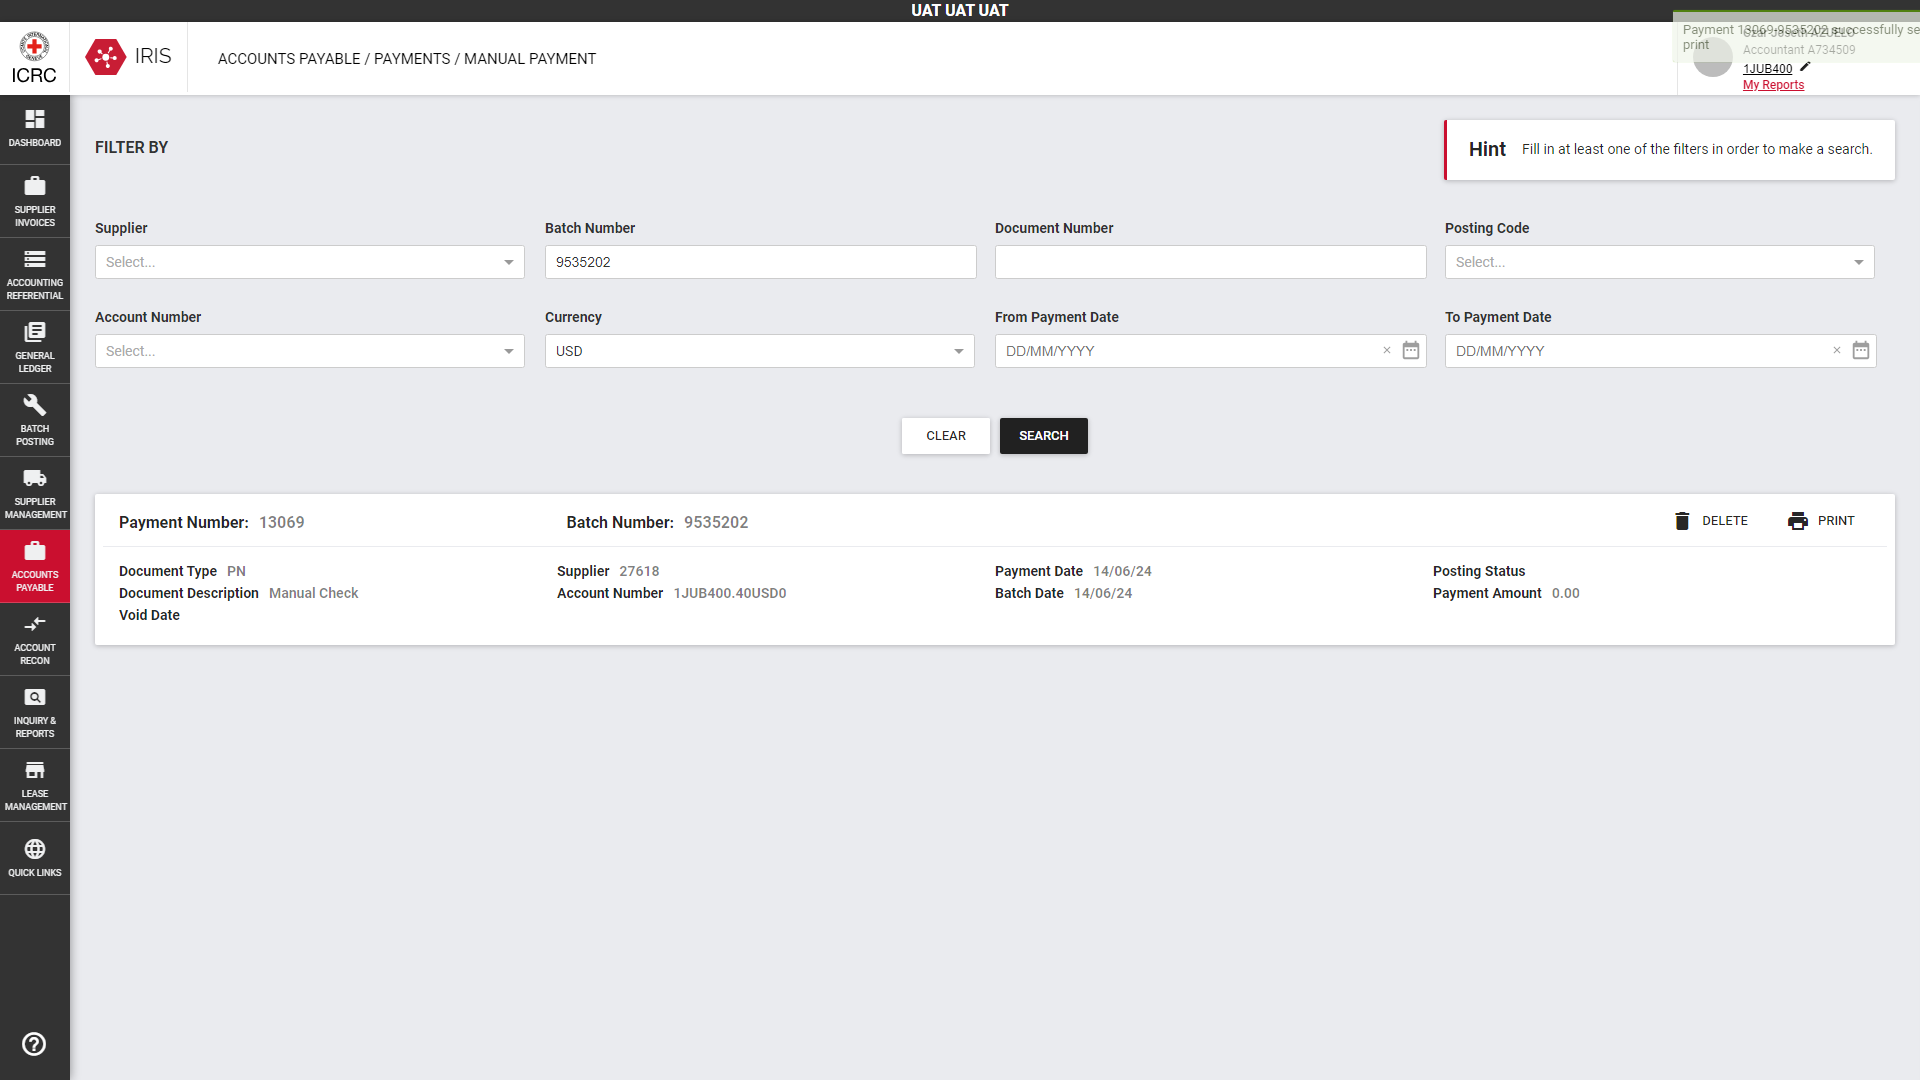 UAT UAT UAT
ICRC
IRIS
ACCOUNTS PAYABLE / PAYMENTS / MANUAL PAYMENT
Payment 13069-9535202 successfully se
print
Accountant A734509
1JUB400
My Reports
DASHBOARD
SUPPLIER
INVOICES
ACCOUNTING
REFERENTIAL
GENERAL
LEDGER
BATCH
POSTING
SUPPLIER
MANAGEMENT
ACCOUNTS
PAYABLE
ACCOUNT
RECON
INQUIRY &
REPORTS
LEASE
MANAGEMENT
QUICK LINKS
FILTER BY
Hint Fill in at least one of the filters in order to make a search.
Supplier Batch Number Document Number Posting Code
Select... 9535202 Select...
Account Number Currency From Payment Date To Payment Date
Select... USD DD/MM/YYYY DD/MM/YYYY
CLEAR SEARCH
Payment Number: 13069 Batch Number: 9535202 DELETE PRINT
Document Type PN Supplier 27618 Payment Date 14/06/24 Posting Status
Document Description Manual Check Account Number 1JUB400.40USD0 Batch Date 14/06/24 Payment Amount 0.00
Void Date